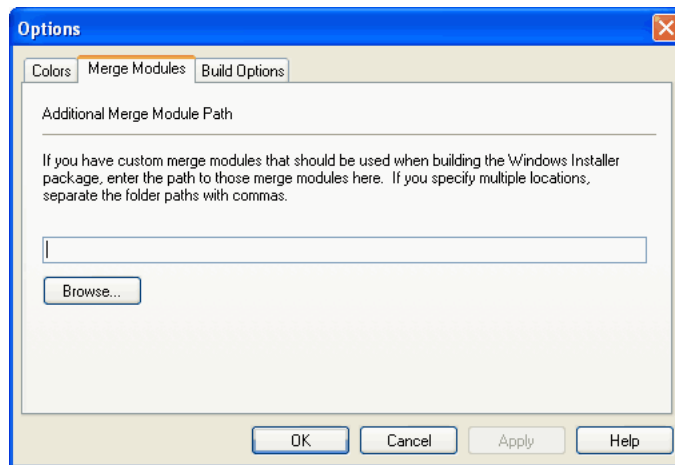 Options
Colors Merge Modules Build Options
Additional Merge Module Path
If you have custom merge modules that should be used when building the Windows Installer
package, enter the path to those merge modules here.  If you specify multiple locations,
separate the folder paths with commas.
Browse...
OK Cancel Apply Help